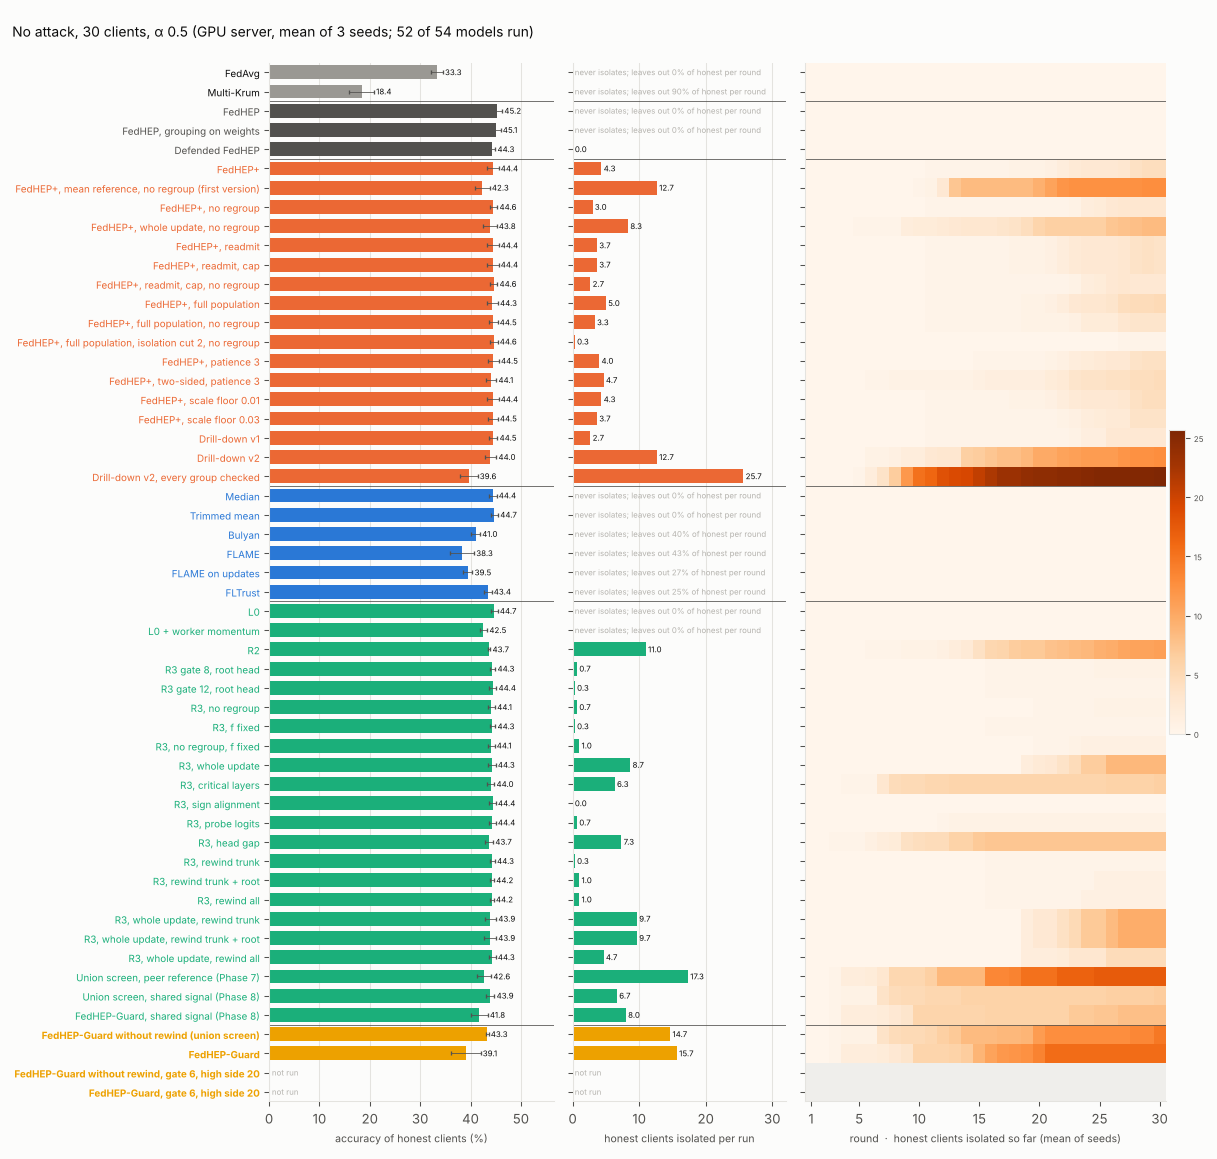 No attack, 30 clients, α 0.5 (GPU server, mean of 3 seeds; 52 of 54 models run)
FedAvg 33.3 never isolates; leaves out 0% of honest per round
Multi-Krum 18.4 never isolates; leaves out 90% of honest per round
FedHEP 45.2 never isolates; leaves out 0% of honest per round
FedHEP, grouping on weights 45.1 never isolates; leaves out 0% of honest per round
Defended FedHEP 44.3 0.0
FedHEP+ 44.4 4.3
FedHEP+, mean reference, no regroup (first version) 42.3 12.7
FedHEP+, no regroup 44.6 3.0
FedHEP+, whole update, no regroup 43.8 8.3
FedHEP+, readmit 44.4 3.7
FedHEP+, readmit, cap 44.4 3.7
FedHEP+, readmit, cap, no regroup 44.6 2.7
FedHEP+, full population 44.3 5.0
FedHEP+, full population, no regroup 44.5 3.3
FedHEP+, full population, isolation cut 2, no regroup 44.6 0.3
FedHEP+, patience 3 44.5 4.0
FedHEP+, two-sided, patience 3 44.1 4.7
FedHEP+, scale floor 0.01 44.4 4.3
FedHEP+, scale floor 0.03 44.5 3.7
Drill-down v1 44.5 2.7
Drill-down v2 44.0 12.7
Drill-down v2, every group checked 39.6 25.7
Median 44.4 never isolates; leaves out 0% of honest per round
Trimmed mean 44.7 never isolates; leaves out 0% of honest per round
Bulyan 41.0 never isolates; leaves out 40% of honest per round
FLAME 38.3 never isolates; leaves out 43% of honest per round
FLAME on updates 39.5 never isolates; leaves out 27% of honest per round
FLTrust 43.4 never isolates; leaves out 25% of honest per round
L0 44.7 never isolates; leaves out 0% of honest per round
L0 + worker momentum 42.5 never isolates; leaves out 0% of honest per round
R2 43.7 11.0
R3 gate 8, root head 44.3 0.7
R3 gate 12, root head 44.4 0.3
R3, no regroup 44.1 0.7
R3, f fixed 44.3 0.3
R3, no regroup, f fixed 44.1 1.0
R3, whole update 44.3 8.7
R3, critical layers 44.0 6.3
R3, sign alignment 44.4 0.0
R3, probe logits 44.4 0.7
R3, head gap 43.7 7.3
R3, rewind trunk 44.3 0.3
R3, rewind trunk + root 44.2 1.0
R3, rewind all 44.2 1.0
R3, whole update, rewind trunk 43.9 9.7
R3, whole update, rewind trunk + root 43.9 9.7
R3, whole update, rewind all 44.3 4.7
Union screen, peer reference (Phase 7) 42.6 17.3
Union screen, shared signal (Phase 8) 43.9 6.7
FedHEP-Guard, shared signal (Phase 8) 41.8 8.0
FedHEP-Guard without rewind (union screen) 43.3 14.7
FedHEP-Guard 39.1 15.7
FedHEP-Guard without rewind, gate 6, high side 20 not run not run
FedHEP-Guard, gate 6, high side 20 not run not run
0 10 20 30 40 50
accuracy of honest clients (%)
0 10 20 30
honest clients isolated per run
1 5 10 15 20 25 30
round · honest clients isolated so far (mean of seeds)
25
20
15
10
5
0